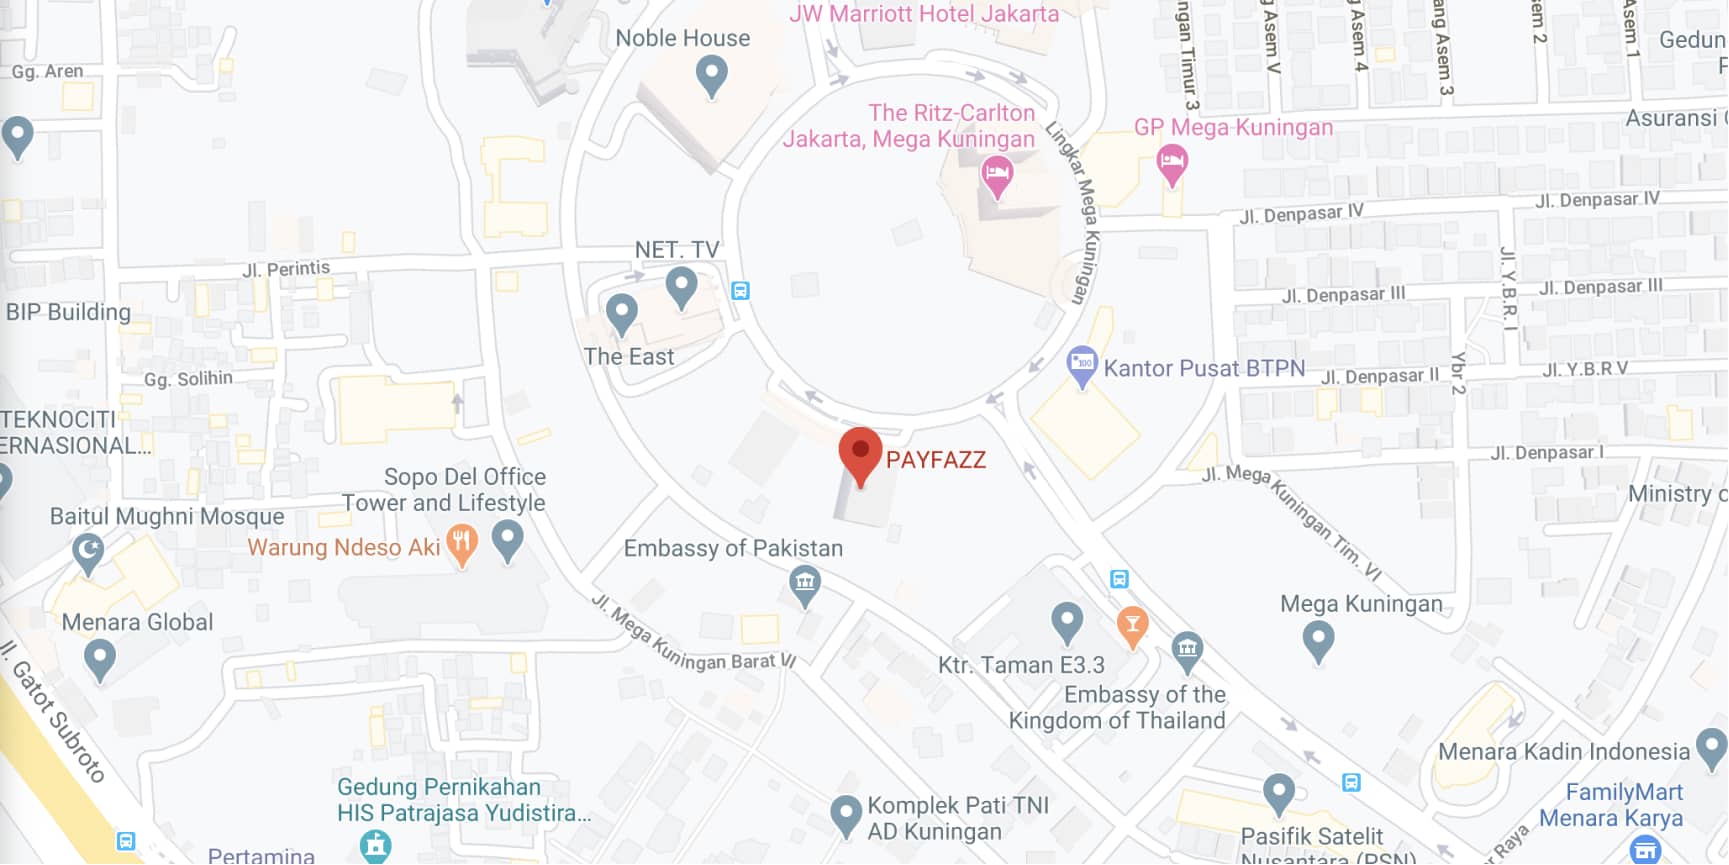 JW Marriott Hotel Jakarta
Noble House
Gg. Aren
The Ritz-Carlton
Jakarta, Mega Kuningan
Lingkar Mega Kuningan
GP Mega Kuningan
ngan Timur 3
g Asem V
g Asem 4
ang Asem 3
Asem 2
Asem 1
Gedun
F
Asuransi
Jl. Denpasar IV
Jl. Denpasar IV
NET. TV
Jl. Perintis
BIP Building
The East
Jl. Y.B.R. I
Jl. Denpasar III
Jl. Denpasar III
Kantor Pusat BTPN
Jl. Denpasar II
Ybr 2
Jl. Y.B.R V
Gg. Solihin
TEKNOCITI
ERNASIONAL...
PAYFAZZ
Jl. Denpasar I
Sopo Del Office
Tower and Lifestyle
Jl. Mega Kuningan Tim. VI
Ministry
Baitul Mughni Mosque
Warung Ndeso Aki
Embassy of Pakistan
Mega Kuningan
Menara Global
Jl. Mega Kuningan Barat VI
Ktr. Taman E3.3
Embassy of the
Kingdom of Thailand
Jl. Gatot Subroto
Menara Kadin Indonesia
Gedung Pernikahan
HIS Patrajasa Yudistira...
Komplek Pati TNI
AD Kuningan
FamilyMart
Menara Karya
Pasifik Satelit
Nusantara (PSN)
Raya
Pertamina